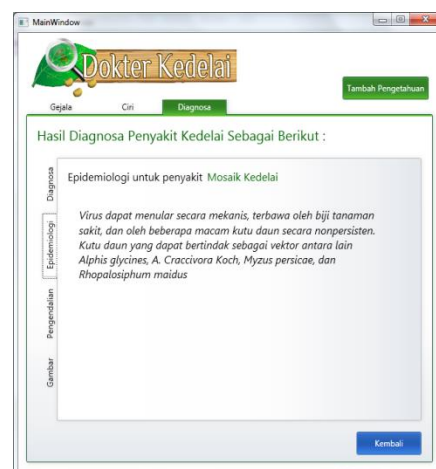 MainWindow
Dokter Kedelai
Tambah Pengetahuan
Gejala Ciri Diagnosa
Hasil Diagnosa Penyakit Kedelai Sebagai Berikut :
Diagnosa
Epidemiologi
Pengendalian
Gambar
Epidemiologi untuk penyakit Mosaik Kedelai
Virus dapat menular secara mekanis, terbawa oleh biji tanaman
sakit, dan oleh beberapa macam kutu daun secara nonpersisten.
Kutu daun yang dapat bertindak sebagai vektor antara lain
Alphis glycines, A. Craccivora Koch, Myzus persicae, dan
Rhopalosiphum maidus
Kembali